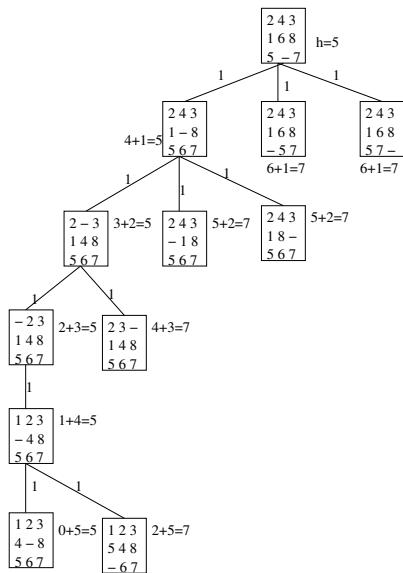 2 4 3
1 6 8
5 – 7
h=5
1
1
1
2 4 3
1 – 8
5 6 7
4+1=5
2 4 3
1 6 8
– 5 7
6+1=7
2 4 3
1 6 8
5 7 –
6+1=7
1
1
1
2 – 3
1 4 8
5 6 7
3+2=5
2 4 3
– 1 8
5 6 7
5+2=7
2 4 3
1 8 –
5 6 7
5+2=7
1
1
– 2 3
1 4 8
5 6 7
2+3=5
2 3 –
1 4 8
5 6 7
4+3=7
1
1 2 3
– 4 8
5 6 7
1+4=5
1
1
1 2 3
4 – 8
5 6 7
0+5=5
1 2 3
5 4 8
– 6 7
2+5=7